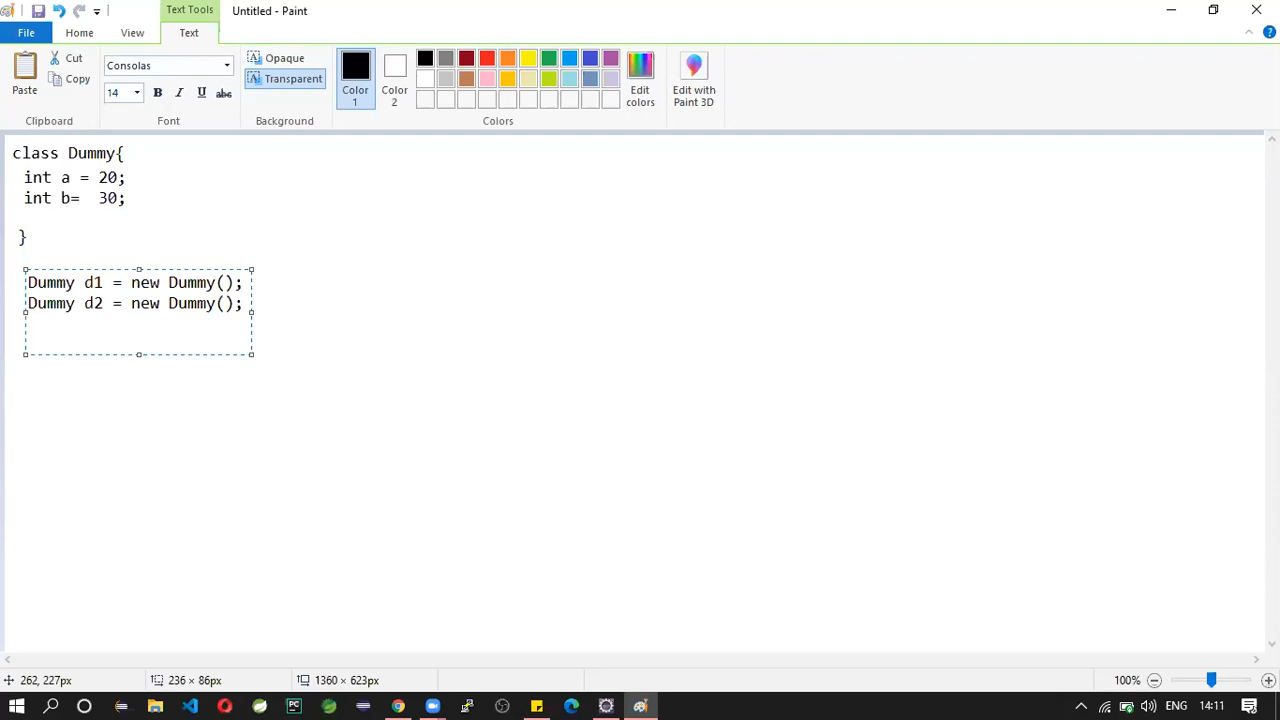 Text Tools
Untitled - Paint
File
Home
View
Text
Paste
Cut
Copy
Clipboard
Consolas
14
B
I
U
abc
Font
Opaque
Transparent
Background
Color 1
Color 2
Edit colors
Colors
Edit with Paint 3D
class Dummy{
int a = 20;
int b=  30;
}
Dummy d1 = new Dummy();
Dummy d2 = new Dummy();
262, 227px
236 × 86px
1360 × 623px
100%
PC
ENG
14:11